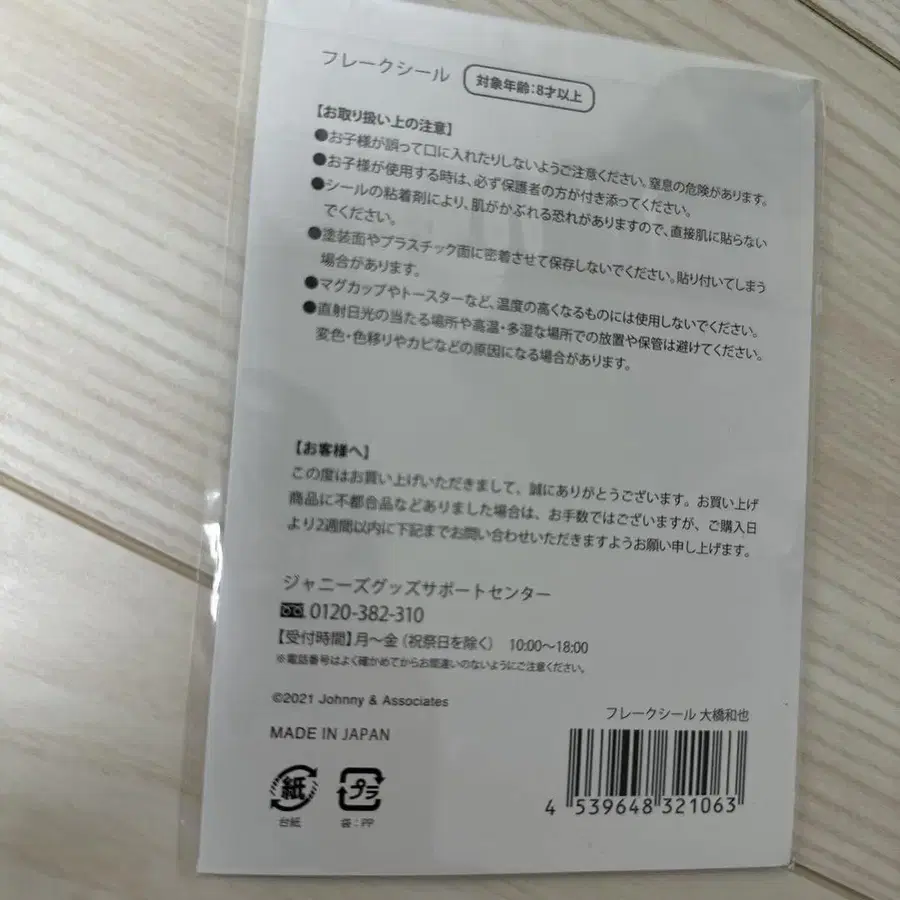 フレークシール 対象年齢:8才以上
【お取り扱い上の注意】
●お子様が誤って口に入れたりしないようご注意ください。窒息の危険があります。
●お子様が使用する時は、必ず保護者の方が付き添ってください。
●シールの粘着剤により、肌がかぶれる恐れがありますので、直接肌に貼らない
でください。
●塗装面やプラスチック面に密着させて保存しないでください。貼り付いてしまう
場合があります。
●マグカップやトースターなど、温度の高くなるものには使用しないでください。
●直射日光の当たる場所や高温・多湿な場所での放置や保管は避けてください。
変色・色移りやカビなどの原因になる場合があります。
【お客様へ】
この度はお買い上げいただきまして、誠にありがとうございます。お買い上げ
商品に不都合品などありました場合は、お手数ではございますが、ご購入日
より2週間以内に下記までお問い合わせいただきますようお願い申し上げます。
ジャニーズグッズサポートセンター
0120-382-310
【受付時間】月～金（祝祭日を除く） 10:00～18:00
※電話番号はよく確かめてからお間違いのないようにご注意ください。
©2021 Johnny & Associates
MADE IN JAPAN
フレークシール 大橋和也
紙
台紙
プラ
袋：PP
4 539648 321063